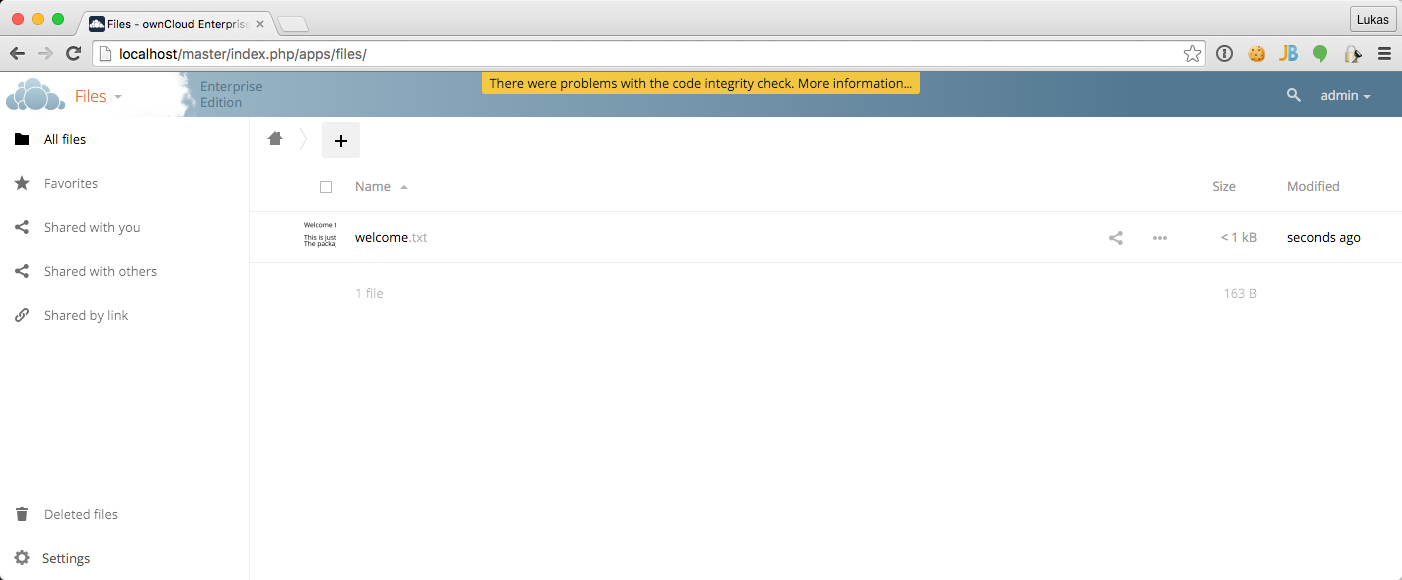 Files - ownCloud Enterprise
Lukas
localhost/master/index.php/apps/files/
JB
Files
Enterprise
Edition
There were problems with the code integrity check. More information...
admin
All files
Favorites
Shared with you
Shared with others
Shared by link
Deleted files
Settings
+
Name
Size
Modified
Welcome t
This is just
The packa
welcome.txt
< 1 kB
seconds ago
1 file
163 B